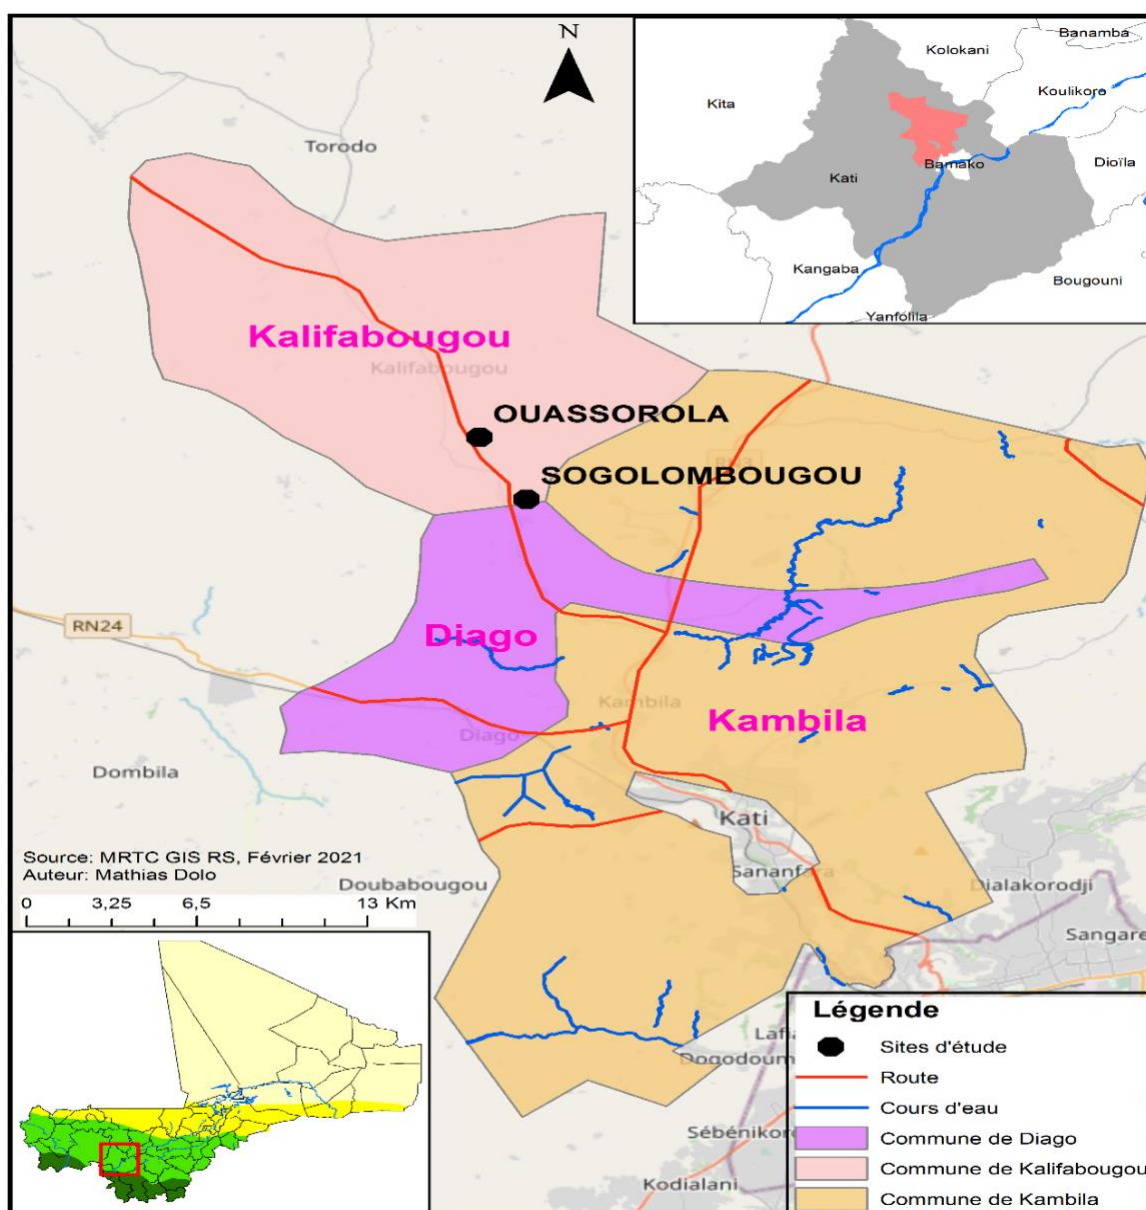 N
Torodo
Kalifabougou
Kalifabougou
OUASSOROLA
SOGOLOMBOUGOU
RN24
Diago
Kambila
Kambila
Diago
Dombila
Kati
Sananfara
Doubabougou
Dialakorodji
Sangare
Lafia
Dogodoum
Sébénikoro
Kodialani
Source: MRTC GIS RS, Février 2021
Auteur: Mathias Dolo
0 3,25 6,5 13 Km
Banamba
Kolokani
Koulikoro
Kita
Dioïla
Bamako
Kati
Kangaba
Bougouni
Yanfolila
Légende
Sites d'étude
Route
Cours d'eau
Commune de Diago
Commune de Kalifabougou
Commune de Kambila